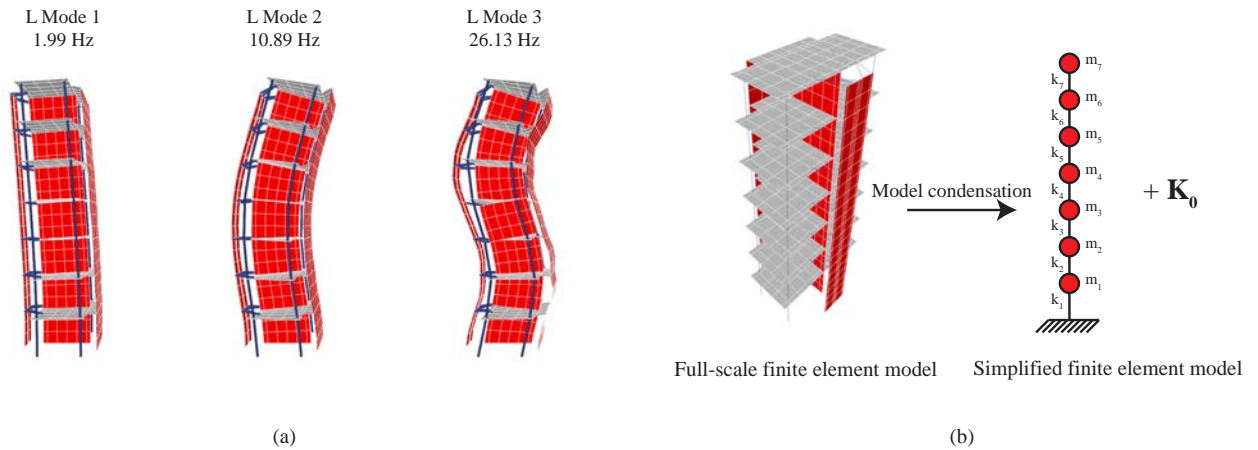 L Mode 1
1.99 Hz
L Mode 2
10.89 Hz
L Mode 3
26.13 Hz
(a)
Model condensation
m₇
k₇
m₆
k₆
m₅
k₅
m₄
k₄
m₃
k₃
m₂
k₂
m₁
k₁
+ K₀
Full-scale finite element model
Simplified finite element model
(b)